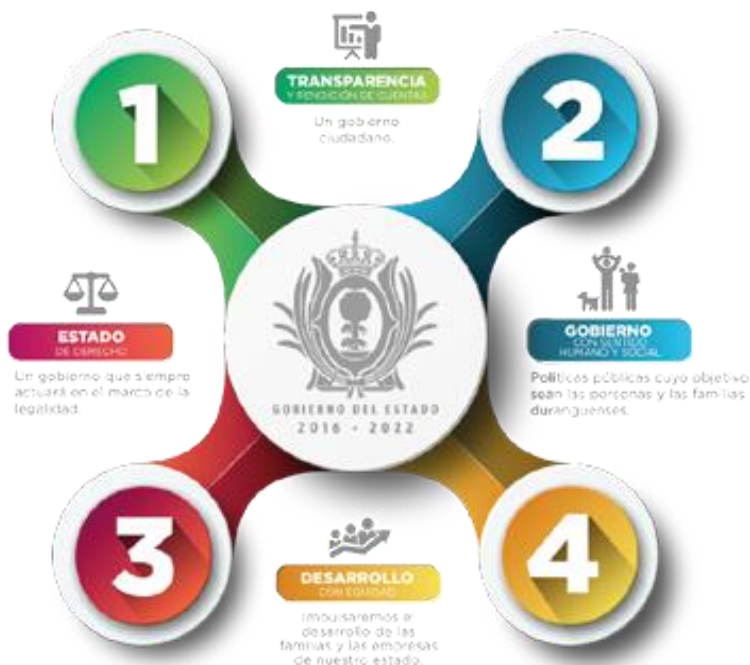 1
TRANSPARENCIA
Y RENDICIÓN DE CUENTAS
Un gobierno
ciudadano.
2
GOBIERNO
CON SENTIDO
HUMANO Y SOCIAL
Políticas públicas cuyo objetivo
sean las personas y las familias
duranguenses.
ESTADO
DE DERECHO
Un gobierno que siempre
actuará en el marco de la
legalidad.
GOBIERNO DEL ESTADO
2016 - 2022
3
DESARROLLO
CON EQUIDAD
Impulsaremos el
desarrollo de las
familias y las empresas
de nuestro estado.
4